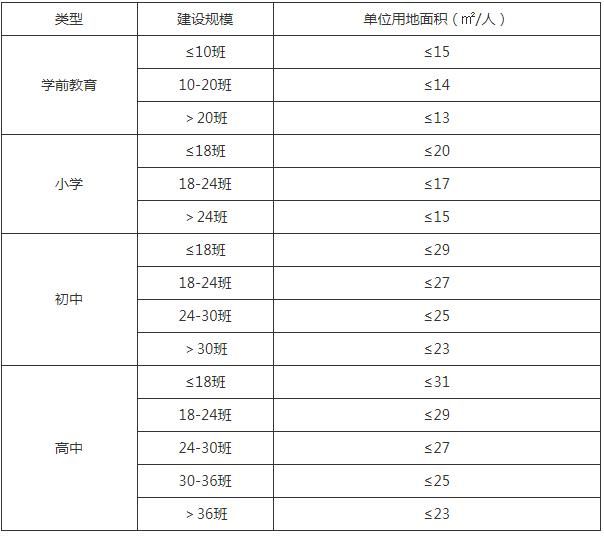 类型 建设规模 单位用地面积（㎡/人）
学前教育 ≤10班 ≤15
10-20班 ≤14
＞20班 ≤13
小学 ≤18班 ≤20
18-24班 ≤17
＞24班 ≤15
初中 ≤18班 ≤29
18-24班 ≤27
24-30班 ≤25
＞30班 ≤23
高中 ≤18班 ≤31
18-24班 ≤29
24-30班 ≤27
30-36班 ≤25
＞36班 ≤23